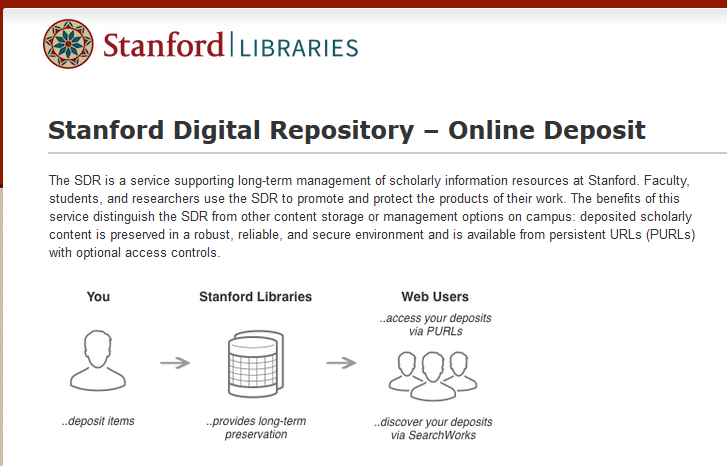 Stanford | LIBRARIES
Stanford Digital Repository – Online Deposit
The SDR is a service supporting long-term management of scholarly information resources at Stanford. Faculty,
students, and researchers use the SDR to promote and protect the products of their work. The benefits of this
service distinguish the SDR from other content storage or management options on campus: deposited scholarly
content is preserved in a robust, reliable, and secure environment and is available from persistent URLs (PURLs)
with optional access controls.
You
..deposit items
Stanford Libraries
..provides long-term
preservation
Web Users
..access your deposits
via PURLs
..discover your deposits
via SearchWorks